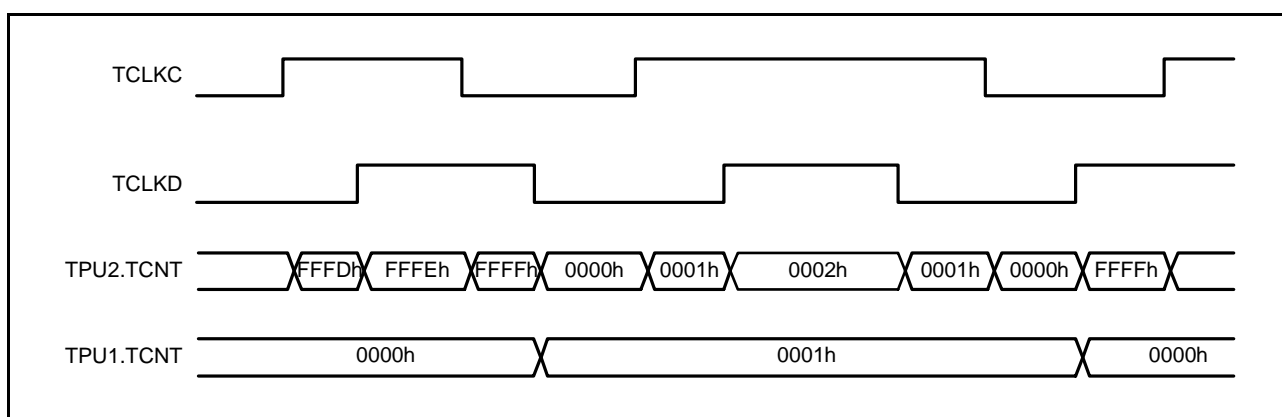 TCLKC
TCLKD
TPU2.TCNT FFFDh FFFEh FFFFh 0000h 0001h 0002h 0001h 0000h FFFFh
TPU1.TCNT 0000h 0001h 0000h